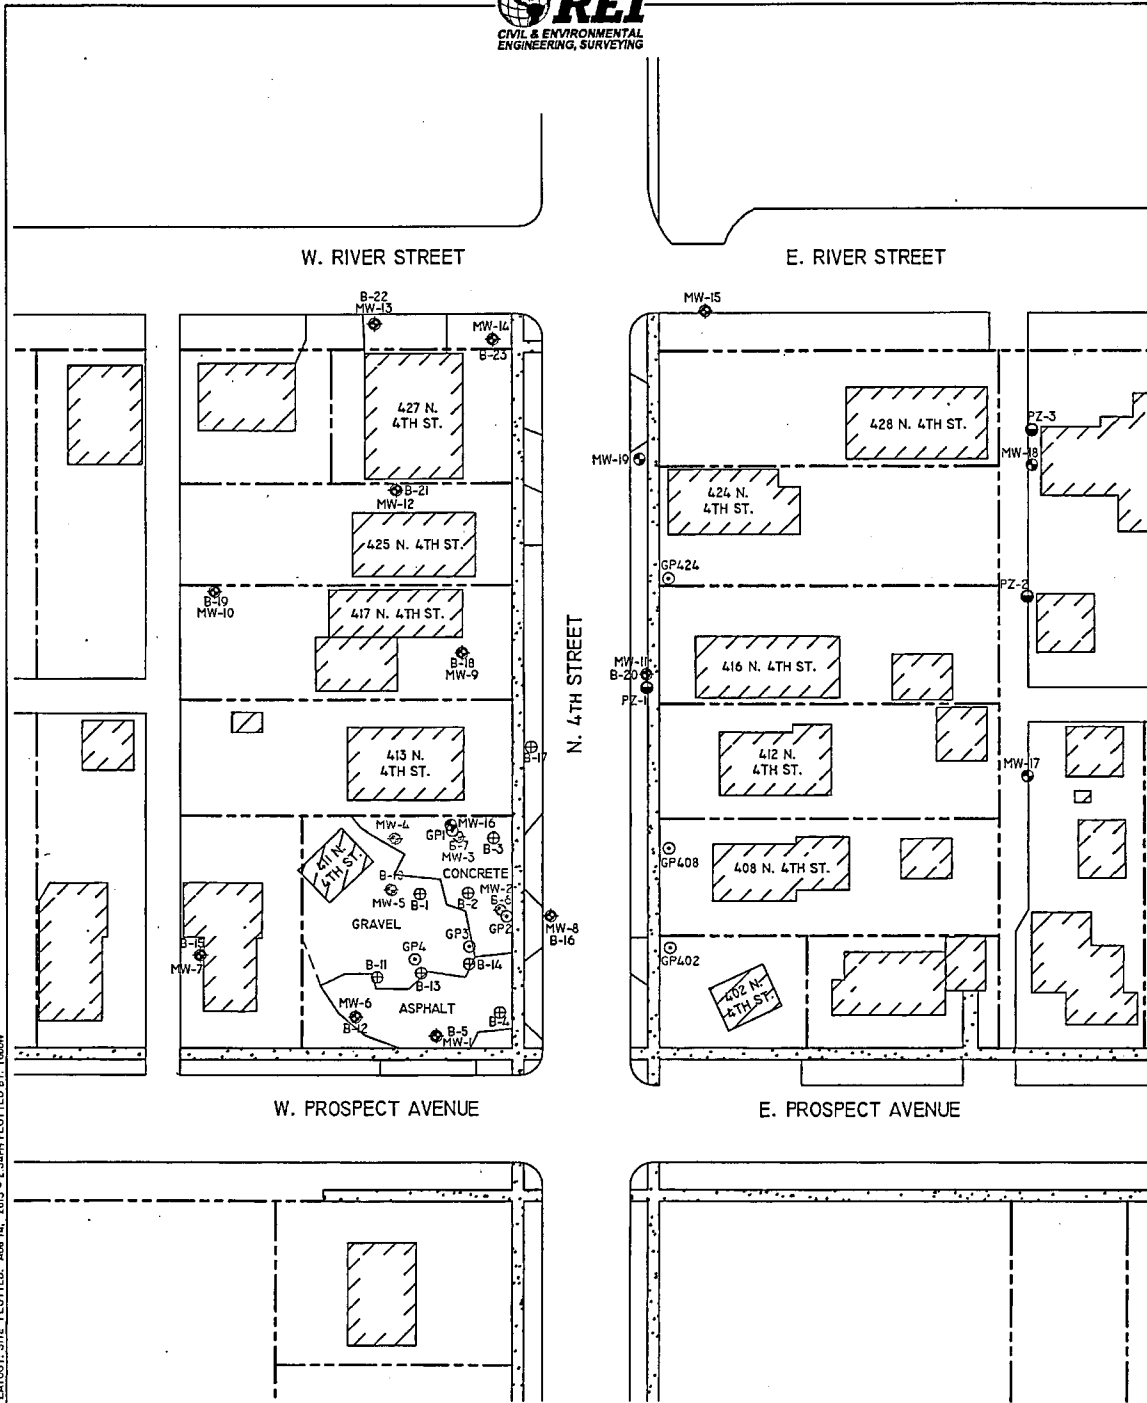 REI
CIVIL & ENVIRONMENTAL
ENGINEERING, SURVEYING
W. RIVER STREET
E. RIVER STREET
B-22
MW-13
MW-14
B-23
MW-15
427 N.
4TH ST.
428 N. 4TH ST.
PZ-3
MW-19
MW-18
B-21
MW-12
424 N.
4TH ST.
425 N. 4TH ST.
GP424
B-19
MW-10
417 N. 4TH ST.
PZ-2
B-18
MW-9
N. 4TH STREET
MW-11
B-20
PZ-1
416 N. 4TH ST.
B-17
413 N.
4TH ST.
412 N.
4TH ST.
MW-17
MW-4
MW-16
GP1
B-7
MW-3
B-3
411 N.
4TH ST.
CONCRETE
GP408
408 N. 4TH ST.
B-10
MW-5
B-1
B-2
MW-2
B-6
GP2
GRAVEL
MW-8
B-16
GP3
GP4
B-15
MW-7
B-11
B-13
B-14
GP402
402 N.
4TH ST.
MW-6
B-12
ASPHALT
B-4
B-5
MW-1
W. PROSPECT AVENUE
E. PROSPECT AVENUE